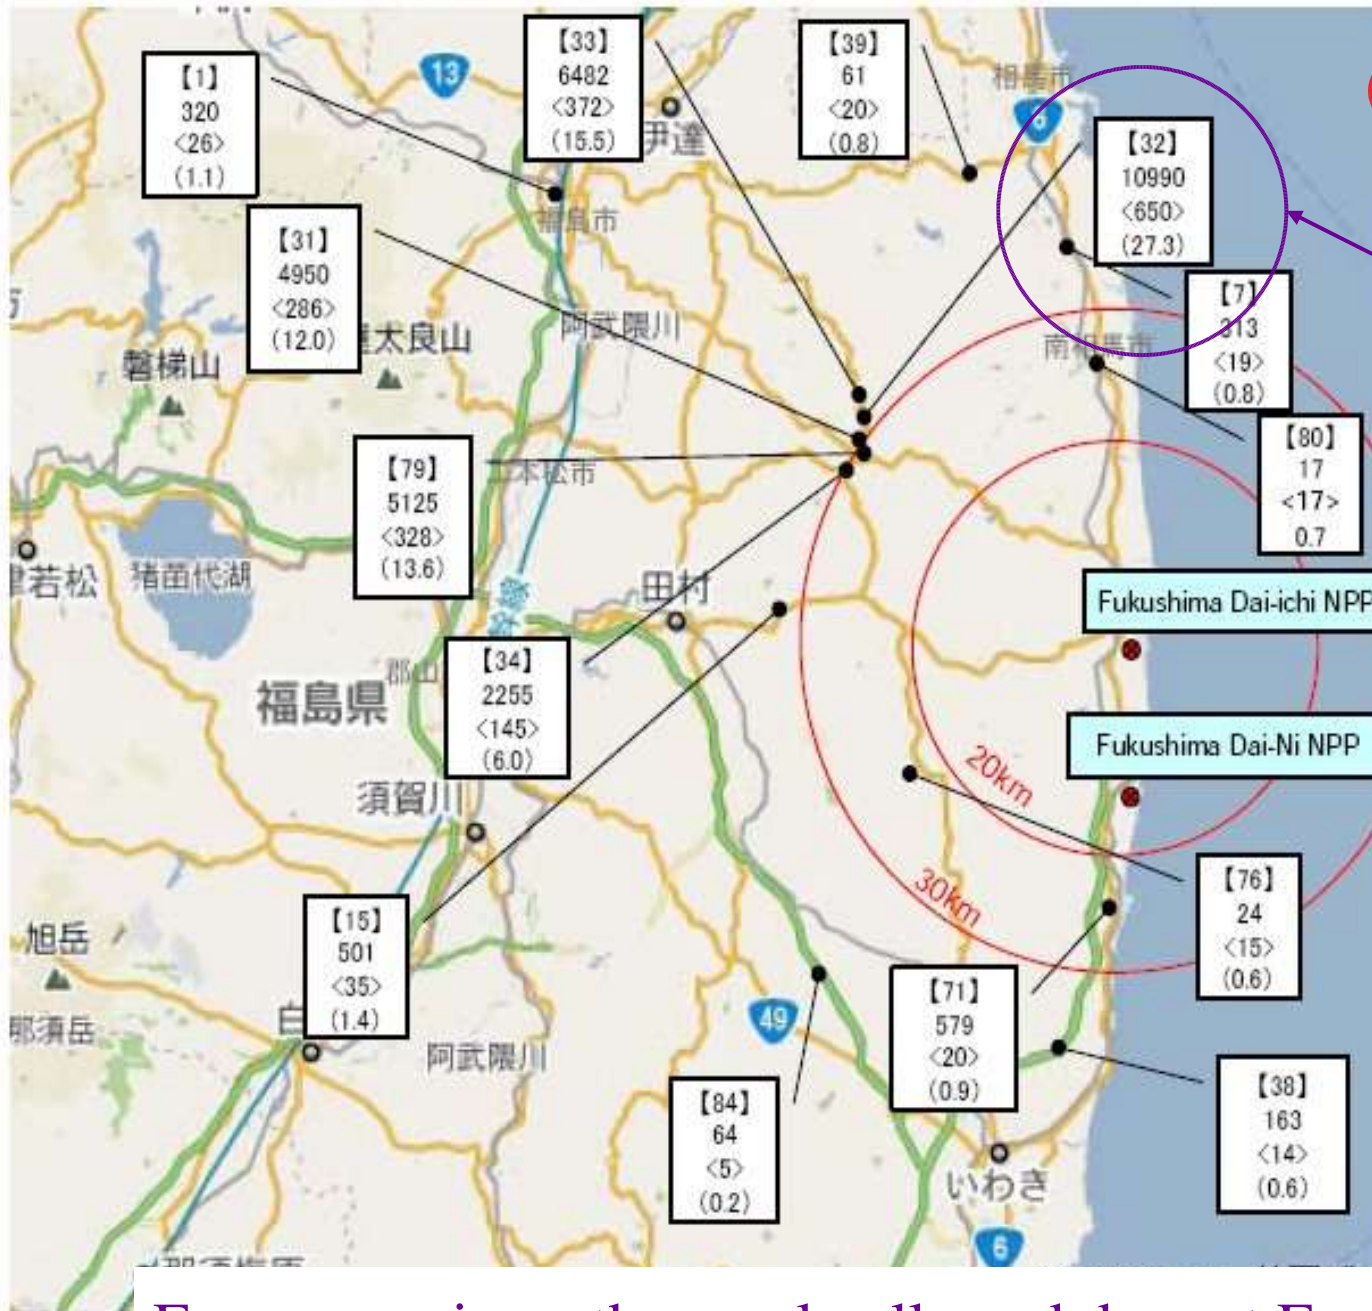 【1】
320
<26>
(1.1)
13
【33】
6482
<372>
(15.5)
伊達
【39】
61
<20>
(0.8)
相馬市
6
【32】
10990
<650>
(27.3)
【31】
4950
<286>
(12.0)
福島市
阿武隈川
太良山
磐梯山
【7】
313
<19>
(0.8)
南相馬市
【80】
17
<17>
0.7
【79】
5125
<328>
(13.6)
二本松市
若松
猪苗代湖
田村
Fukushima Dai-ichi NPP
【34】
2255
<145>
(6.0)
郡山
福島県
Fukushima Dai-Ni NPP
20km
須賀川
30km
【76】
24
<15>
(0.6)
【15】
501
<35>
(1.4)
旭岳
那須岳
白
阿武隈川
49
【71】
579
<20>
(0.9)
【38】
163
<14>
(0.6)
【84】
64
<5>
(0.2)
いわき
6